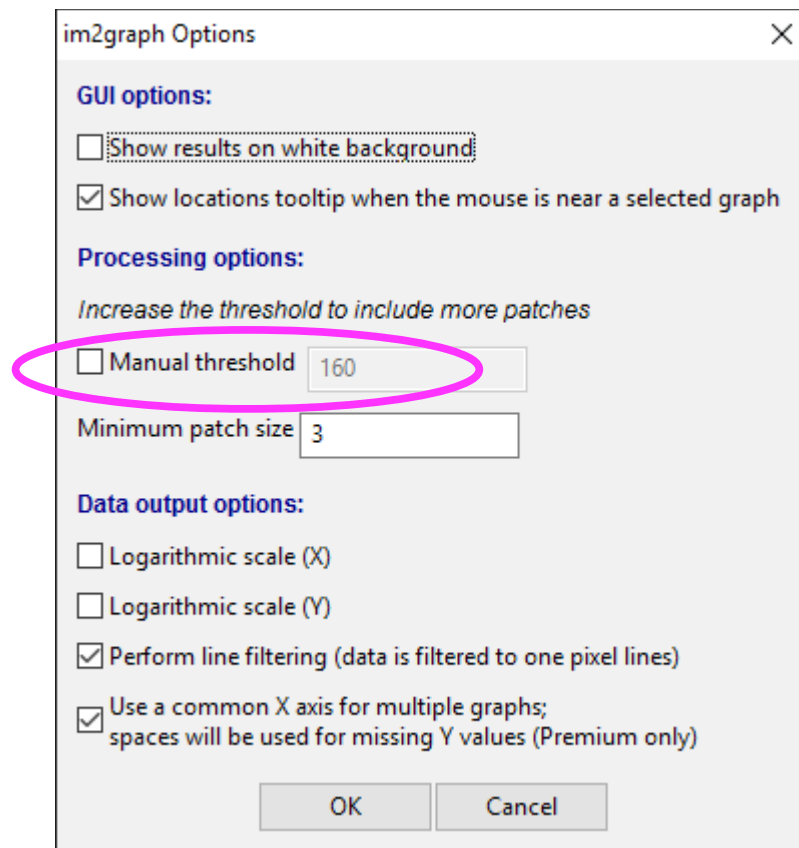 im2graph Options
GUI options:
Show results on white background
Show locations tooltip when the mouse is near a selected graph
Processing options:
Increase the threshold to include more patches
Manual threshold 160
Minimum patch size 3
Data output options:
Logarithmic scale (X)
Logarithmic scale (Y)
Perform line filtering (data is filtered to one pixel lines)
Use a common X axis for multiple graphs;
spaces will be used for missing Y values (Premium only)
OK Cancel